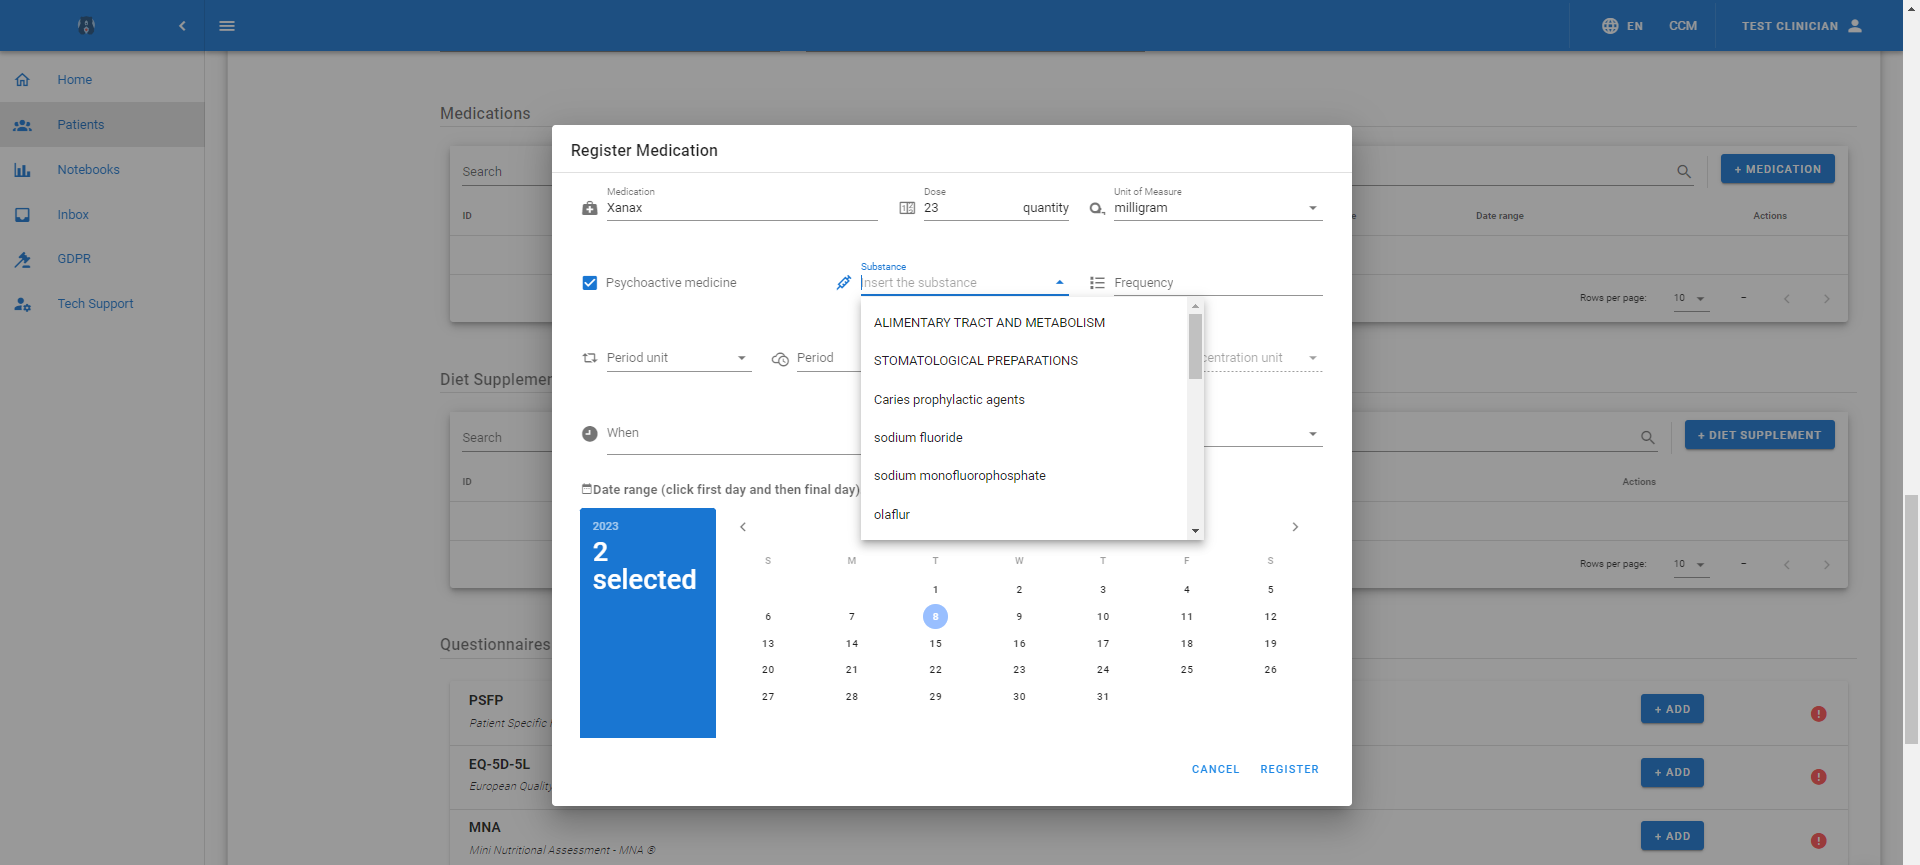 EN
CCM
TEST CLINICIAN
Home
Patients
Notebooks
Inbox
GDPR
Tech Support
Medications
Search
+ MEDICATION
ID
Date range
Actions
Rows per page:
10
–
Register Medication
Medication
Xanax
Dose
23
quantity
Unit of Measure
milligram
Psychoactive medicine
Substance
Insert the substance
Frequency
ALIMENTARY TRACT AND METABOLISM
STOMATOLOGICAL PREPARATIONS
Caries prophylactic agents
sodium fluoride
sodium monofluorophosphate
olaflur
Period unit
Period
centration unit
When
Date range (click first day and then final day)
2023
2
selected
S M T W T F S
1 2 3 4 5
6 7 8 9 10 11 12
13 14 15 16 17 18 19
20 21 22 23 24 25 26
27 28 29 30 31
CANCEL
REGISTER
Diet Supplemen
Search
+ DIET SUPPLEMENT
ID
Actions
Rows per page:
10
–
Questionnaires
PSFP
Patient Specific
+ ADD
EQ-5D-5L
European Quality
+ ADD
MNA
Mini Nutritional Assessment - MNA ®
+ ADD